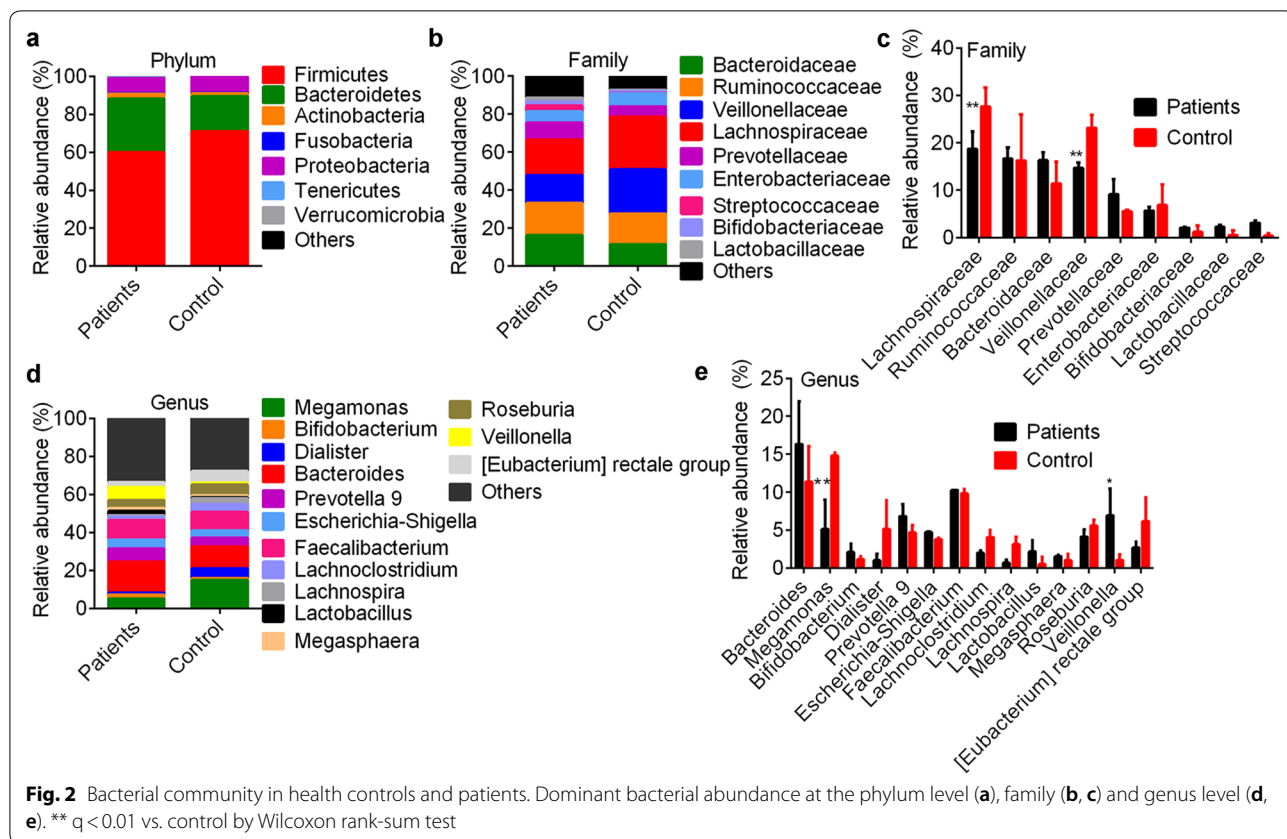 a
Phylum
Relative abundance (%)
100
80
60
40
20
0
Patients
Control
Firmicutes
Bacteroidetes
Actinobacteria
Fusobacteria
Proteobacteria
Tenericutes
Verrucomicrobia
Others
b
Family
Relative abundance (%)
100
80
60
40
20
0
Patients
Control
Bacteroidaceae
Ruminococcaceae
Veillonellaceae
Lachnospiraceae
Prevotellaceae
Enterobacteriaceae
Streptococcaceae
Bifidobacteriaceae
Lactobacillaceae
Others
c
Family
Relative abundance (%)
40
30
20
10
0
**
**
Patients
Control
Lachnospiraceae
Ruminococcaceae
Bacteroidaceae
Veillonellaceae
Prevotellaceae
Enterobacteriaceae
Bifidobacteriaceae
Lactobacillaceae
Streptococcaceae
d
Genus
Relative abundance (%)
100
80
60
40
20
0
Patients
Control
Megamonas
Bifidobacterium
Dialister
Bacteroides
Prevotella 9
Escherichia-Shigella
Faecalibacterium
Lachnoclostridium
Lachnospira
Lactobacillus
Megasphaera
Roseburia
Veillonella
[Eubacterium] rectale group
Others
e
Genus
Relative abundance (%)
25
20
15
10
5
0
**
*
Patients
Control
Bacteroides
Megamonas
Bifidobacterium
Dialister
Prevotella 9
Escherichia-Shigella
Faecalibacterium
Lachnoclostridium
Lachnospira
Lactobacillus
Megasphaera
Roseburia
Veillonella
[Eubacterium] rectale group
Fig. 2 Bacterial community in health controls and patients. Dominant bacterial abundance at the phylum level (a), family (b, c) and genus level (d,
e). ** q < 0.01 vs. control by Wilcoxon rank-sum test